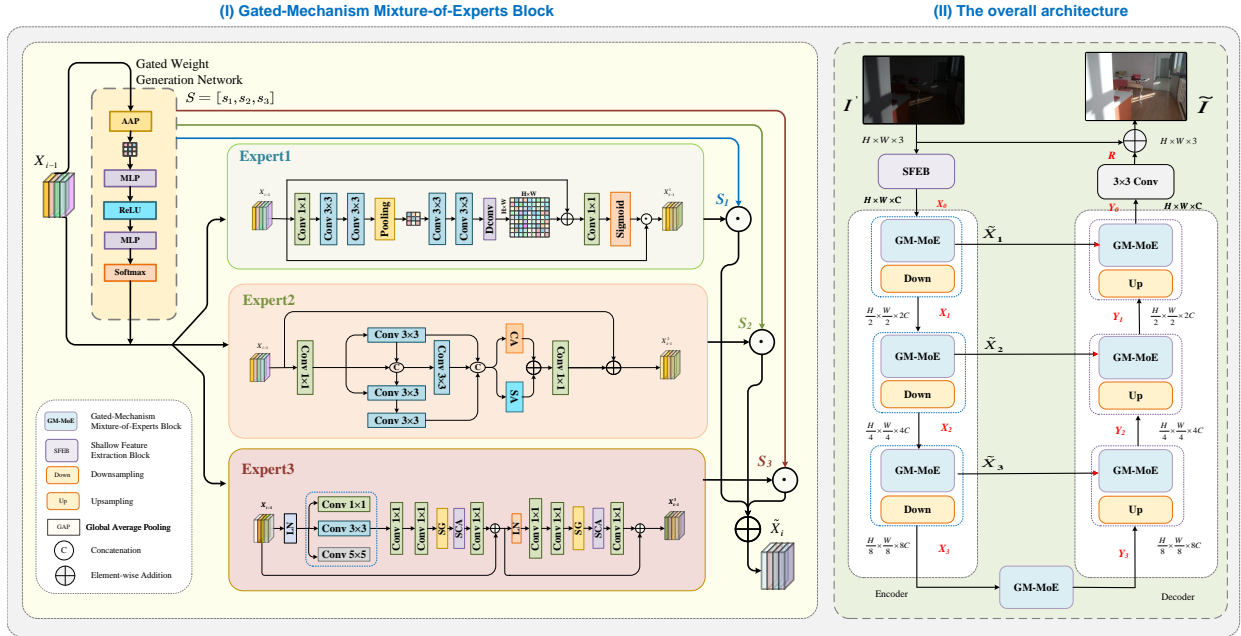 (I) Gated-Mechanism Mixture-of-Experts Block
Gated Weight
Generation Network
S = [s₁, s₂, s₃]
X_{i-1}
AAP
MLP
ReLU
MLP
Softmax
Expert1
X_{i-1}
Conv 1×1
Conv 3×3
Conv 3×3
Pooling
Conv 3×3
Conv 3×3
Dconv
H×W
H×W
Conv 1×1
Sigmoid
S₁
Expert2
X_{i-1}
Conv 1×1
Conv 3×3
C
Conv 3×3
Conv 3×3
Conv 3×3
C
CA
SA
Conv 1×1
S₂
Expert3
X_{i-1}
LN
Conv 1×1
Conv 3×3
Conv 5×5
Conv 1×1
Conv 1×1
SG
SCA
Conv 1×1
LN
Conv 1×1
Conv 1×1
SG
SCA
Conv 1×1
S₃
X̃_i
GM-MoE
Gated-Mechanism
Mixture-of-Experts Block
SFEB
Shallow Feature
Extraction Block
Down
Downsampling
Up
Upsampling
GAP
Global Average Pooling
C
Concatenation
Element-wise Addition
(II) The overall architecture
I'
Ĩ
H×W×3
H×W×3
R
SFEB
3×3 Conv
H×W×C
X₀
Y₀
H×W×C
GM-MoE
X̃₁
GM-MoE
Down
Up
H/2 × W/2 × 2C
X₁
Y₁
H/2 × W/2 × 2C
GM-MoE
X̃₂
GM-MoE
Down
Up
H/4 × W/4 × 4C
X₂
Y₂
H/4 × W/4 × 4C
GM-MoE
X̃₃
GM-MoE
Down
Up
H/8 × W/8 × 8C
X₃
Y₃
H/8 × W/8 × 8C
Encoder
GM-MoE
Decoder